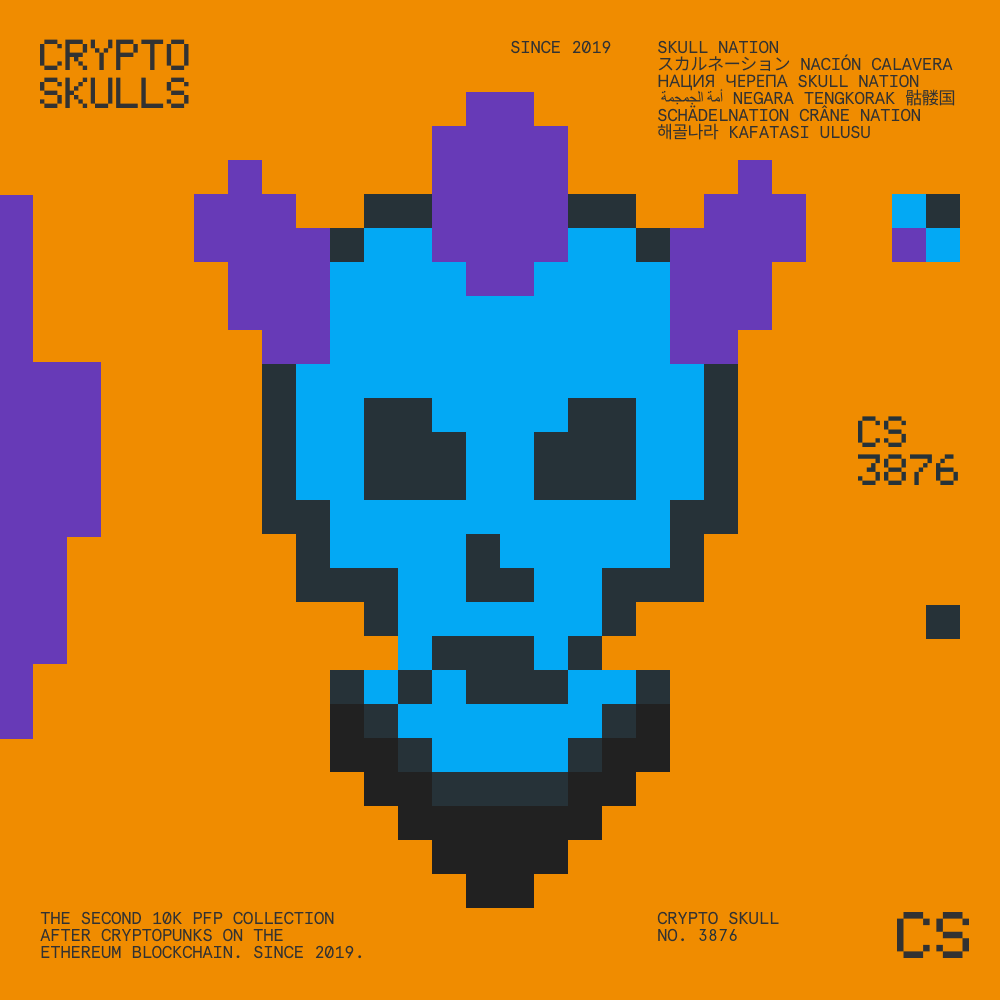 CRYPTO
SKULLS
SINCE 2019
SKULL NATION
スカルネーション NACIÓN CALAVERA
НАЦИЯ ЧЕРЕПА SKULL NATION
أمة الجمجمة NEGARA TENGKORAK 骷髅国
SCHÄDELNATION CRÂNE NATION
해골나라 KAFATASI ULUSU
CS
3876
THE SECOND 10K PFP COLLECTION
AFTER CRYPTOPUNKS ON THE
ETHEREUM BLOCKCHAIN. SINCE 2019.
CRYPTO SKULL
NO. 3876
CS